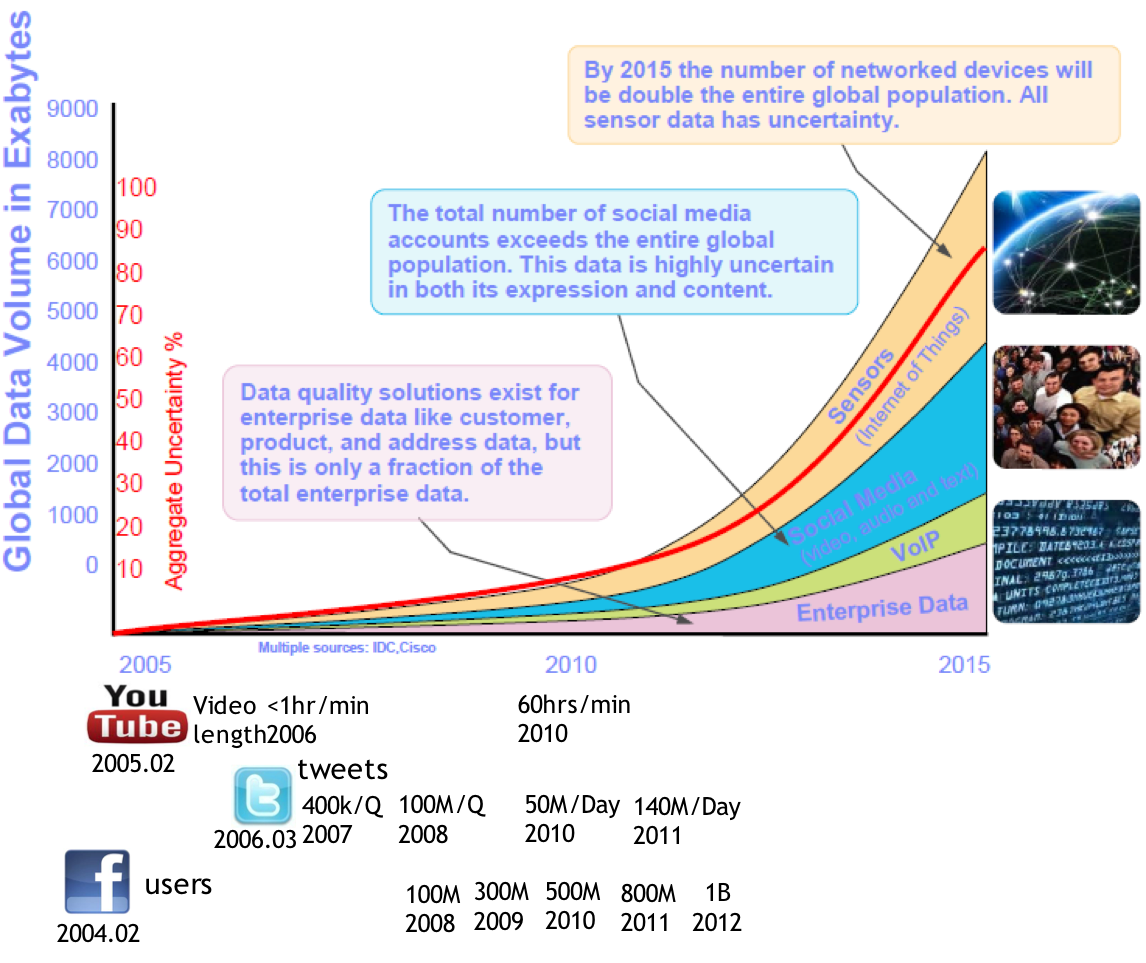 Global Data Volume in Exabytes
9000
8000
7000
6000
5000
4000
3000
2000
1000
0
100
90
80
70
60
50
40
30
20
10
Aggregate Uncertainty %
By 2015 the number of networked devices will
be double the entire global population. All
sensor data has uncertainty.
The total number of social media
accounts exceeds the entire global
population. This data is highly uncertain
in both its expression and content.
Data quality solutions exist for
enterprise data like customer,
product, and address data, but
this is only a fraction of the
total enterprise data.
Sensors
(Internet of Things)
Social Media
(video, audio and text)
VoIP
Enterprise Data
Multiple sources: IDC,Cisco
2005
2010
2015
You
Tube
2005.02
Video <1hr/min
length2006
60hrs/min
2010
tweets
2006.03
400k/Q
2007
100M/Q
2008
50M/Day
2010
140M/Day
2011
f
users
2004.02
100M
2008
300M
2009
500M
2010
800M
2011
1B
2012